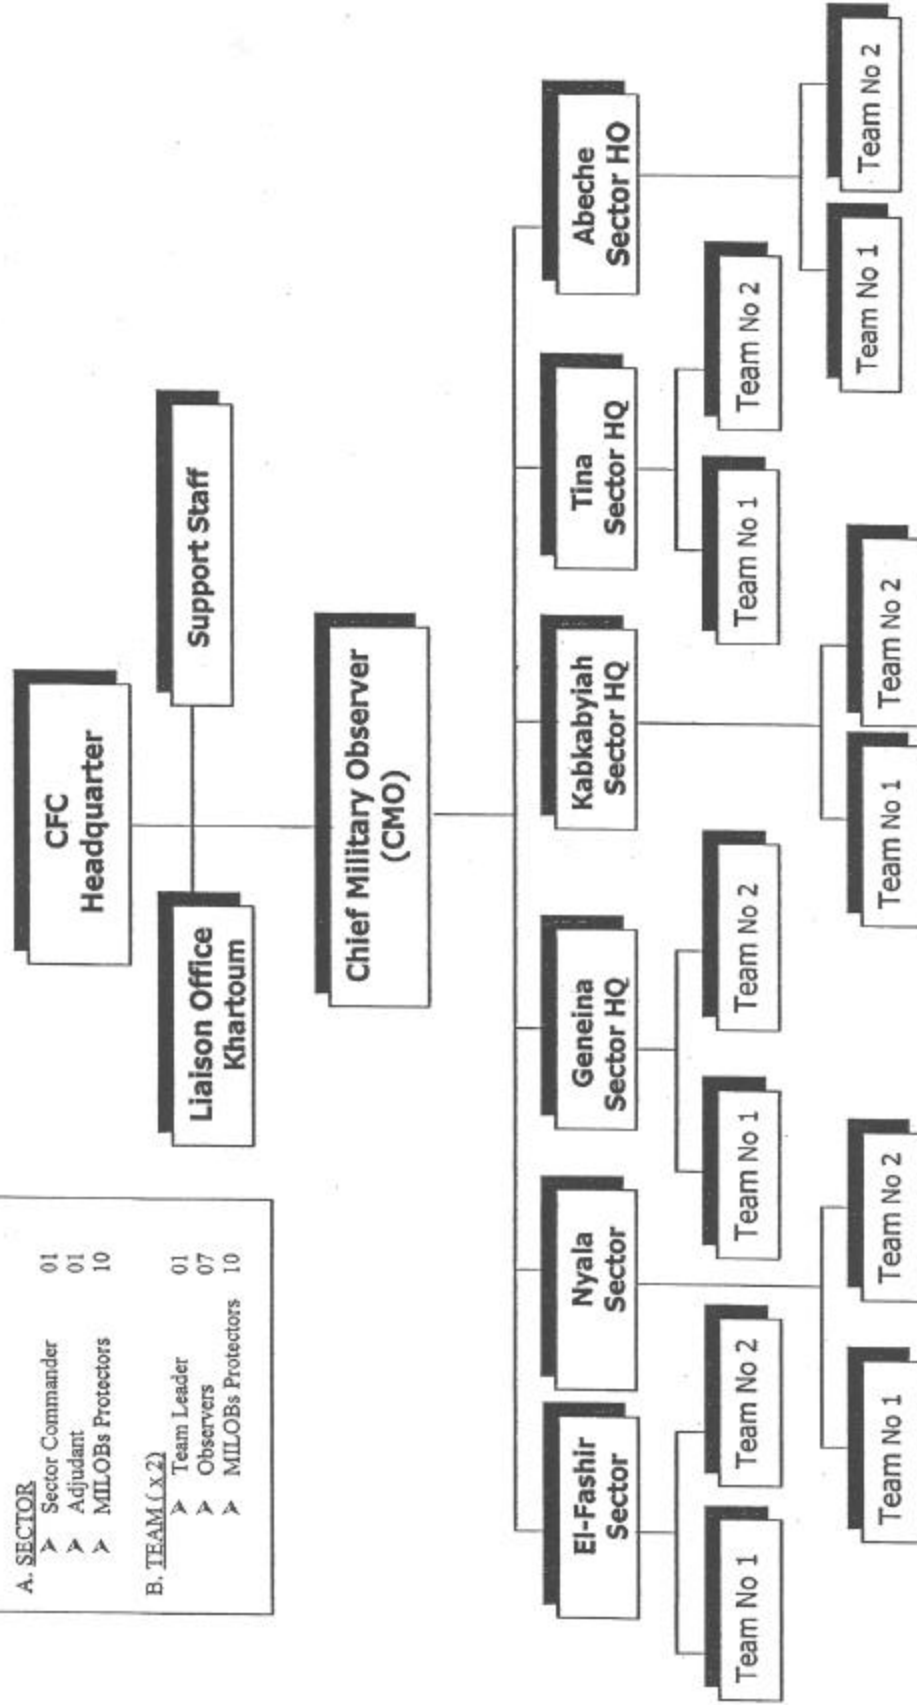 CFC
Headquarter
Liaison Office
Khartoum
Support Staff
A. SECTOR
➤ Sector Commander 01
➤ Adjudant 01
➤ MILOBs Protectors 10
B. TEAM ( x 2)
➤ Team Leader 01
➤ Observers 07
➤ MILOBs Protectors 10
Chief Military Observer
(CMO)
El-Fashir
Sector
Nyala
Sector
Geneina
Sector HQ
Kabkabyiah
Sector HQ
Tina
Sector HQ
Abeche
Sector HO
Team No 1
Team No 2
Team No 1
Team No 2
Team No 1
Team No 2
Team No 1
Team No 2
Team No 1
Team No 2
Team No 1
Team No 2